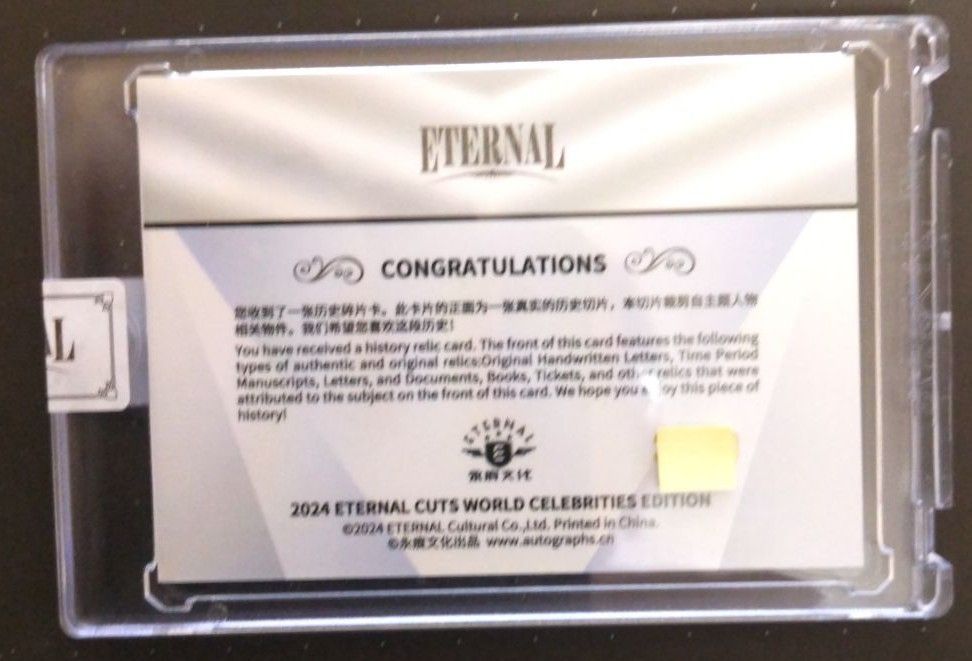 ETERNAL
CONGRATULATIONS
您收到了一张历史碎片卡。此卡片的正面为一张真实的历史切片，本切片裁剪自主题人物
相关物件。我们希望您喜欢这段历史！
You have received a history relic card. The front of this card features the following
types of authentic and original relics:Original Handwritten Letters, Time Period
Manuscripts, Letters, and Documents, Books, Tickets, and other relics that were
attributed to the subject on the front of this card. We hope you this piece of
history!
AL
ETERNAL
永痕文化
2024 ETERNAL CUTS WORLD CELEBRITIES EDITION
©2024 ETERNAL Cultural Co.,Ltd. Printed in China.
©永痕文化出品 www.autographs.cn